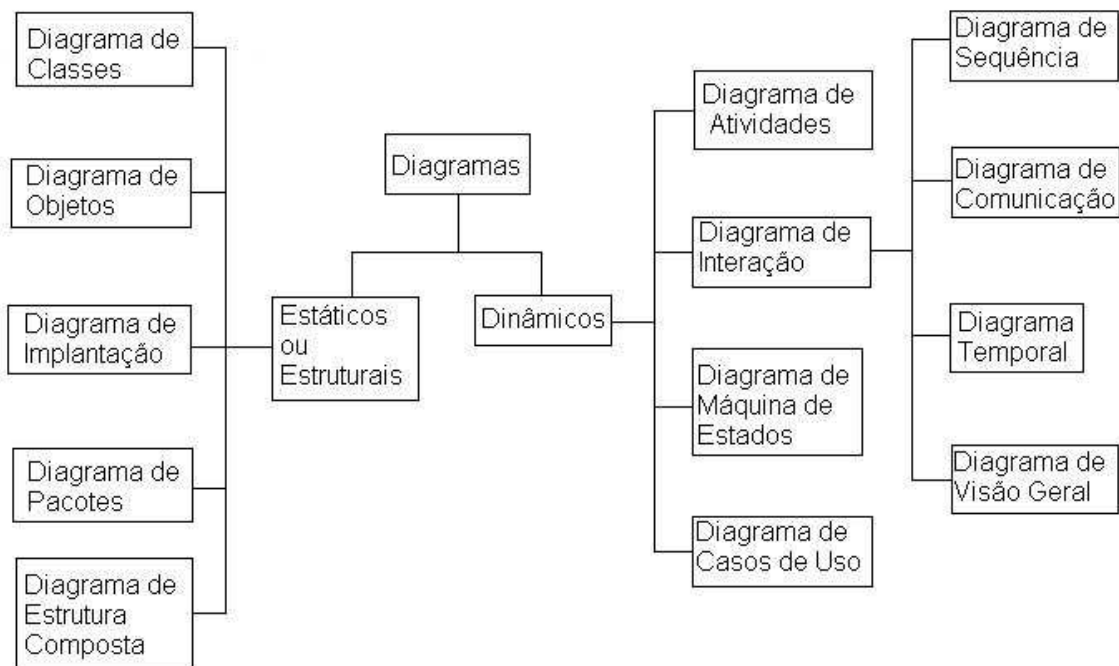 Diagrama de
Classes
Diagrama de
Objetos
Diagrama de
Implantação
Diagrama de
Pacotes
Diagrama de
Estrutura
Composta
Diagramas
Estáticos
ou
Estruturais
Dinâmicos
Diagrama de
Atividades
Diagrama de
Interação
Diagrama de
Máquina de
Estados
Diagrama de
Casos de Uso
Diagrama de
Sequência
Diagrama de
Comunicação
Diagrama
Temporal
Diagrama de
Visão Geral